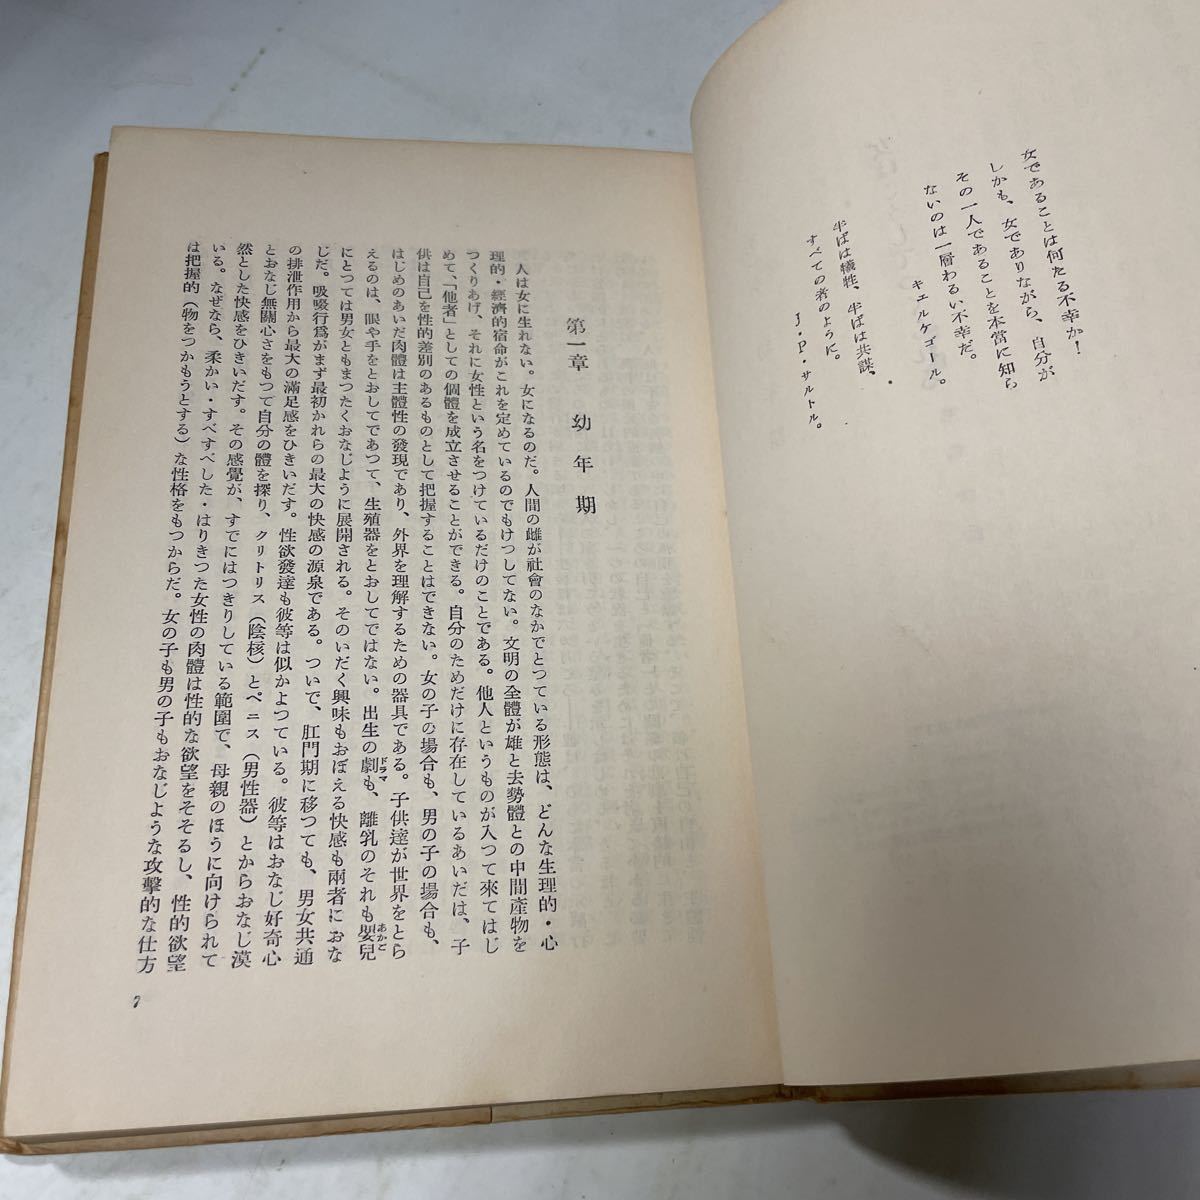 女であることは何たる不幸か!
しかも、女でありながら、自分が
その一人であることを本當に知ら
ないのは一層わるい不幸だ。
キェルケゴール。
半ばは犠牲、半ばは共謀、
すべての者のように。
J・P・サルトル。
第一章 幼年期
人は女に生れない。女になるのだ。人間の雌が社會のなかでとつている形態は、どんな生理的・心
理的・經濟的宿命がこれを定めているのでもけつしてない。文明の全體が雄と去勢體との中間產物を
つくりあげ、それに女性という名をつけているだけのことである。他人というものが入つて來てはじ
めて、「他者」としての個體を成立させることができる。自分のためだけに存在しているあいだは、子
供は自己を性的差別のあるものとして把握することはできない。女の子の場合も、男の子の場合も、
はじめのあいだ肉體は主體性の發現であり、外界を理解するための器具である。子供達が世界をとら
えるのは、眼や手をとおしてであつて、生殖器をとおしてではない。出生の劇ドラマも、離乳のそれも嬰兒あかご
にとつては男女ともまつたくおなじように展開される。そのいだく興味もおぼえる快感も兩者におな
じだ。吸啜行爲がまず最初かれらの最大の快感の源泉である。ついで、肛門期に移つても、男女共通
の排泄作用から最大の滿足感をひきいだす。性欲發達も彼等は似かよつている。彼等はおなじ好奇心
とおなじ無關心さをもつて自分の體を探り、クリトリス(陰核)とペニス(男性器)とからおなじ漠
然とした快感をひきいだす。その感覺が、すでにはつきりしている範圍で、母親のほうに向けられて
いる。なぜなら、柔かい・すべすべした・はりきつた女性の肉體は性的な欲望をそそるし、性的欲望
は把握的(物をつかもうとする)な性格をもつからだ。女の子も男の子もおなじような攻擊的な仕方
7